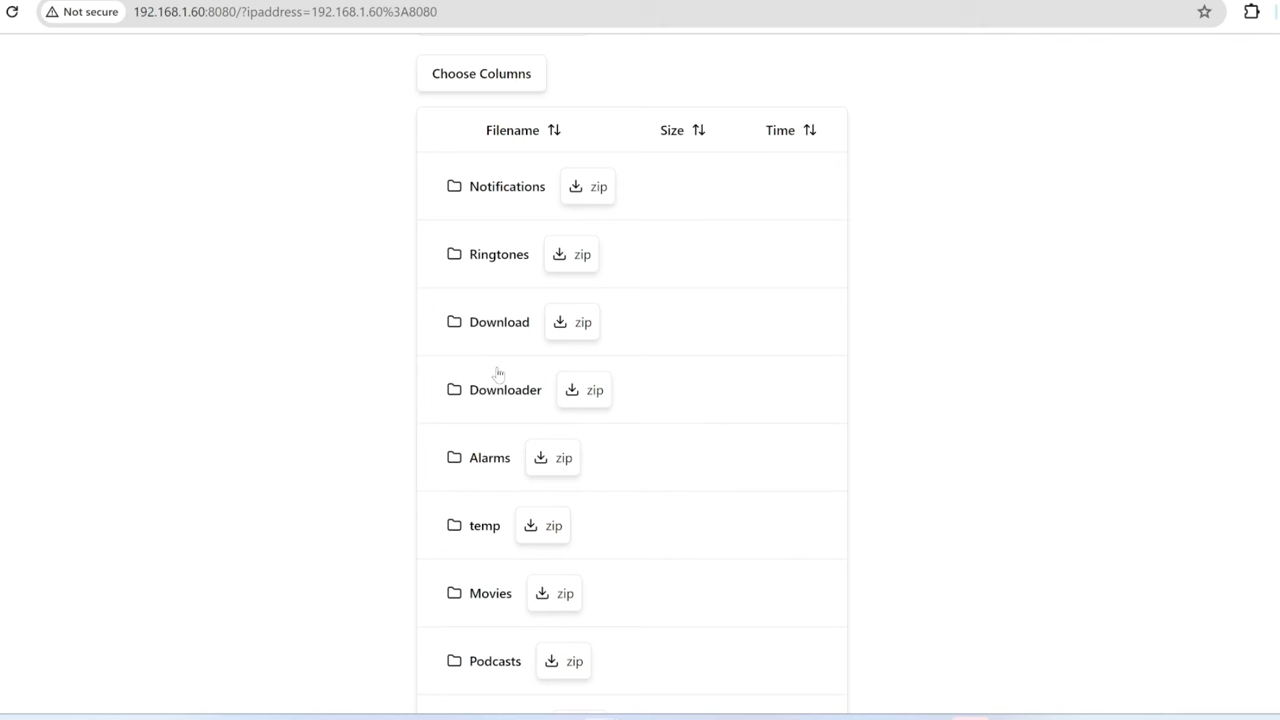 Not secure 192.168.1.60:8080/?ipaddress=192.168.1.60%3A8080
Choose Columns
Filename Size Time
Notifications zip
Ringtones zip
Download zip
Downloader zip
Alarms zip
temp zip
Movies zip
Podcasts zip